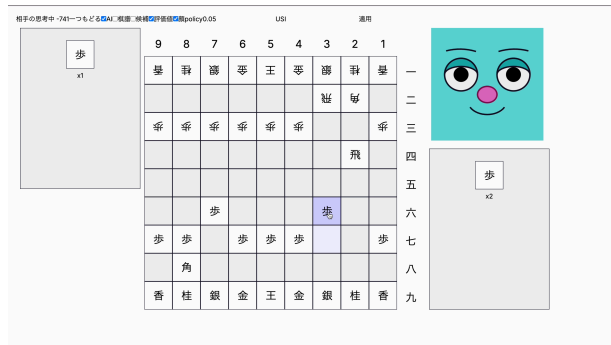 相手の思考中 -741一つもどる AI 棋譜 候補 評価値 policy0.05 USI 適用
9 8 7 6 5 4 3 2 1
歩
x1
香 桂 銀 金 王 金 銀 桂 香 一
飛 角 二
歩 歩 歩 歩 歩 歩 歩 三
飛 四
五
歩 歩 六
歩 歩 歩 歩 歩 歩 七
角 八
香 桂 銀 金 王 金 銀 桂 香 九
歩
x2